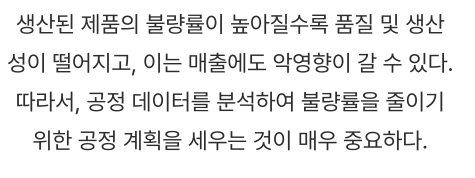 생산된 제품의 불량률이 높아질수록 품질 및 생산
성이 떨어지고, 이는 매출에도 악영향이 갈 수 있다.
따라서, 공정 데이터를 분석하여 불량률을 줄이기
위한 공정 계획을 세우는 것이 매우 중요하다.